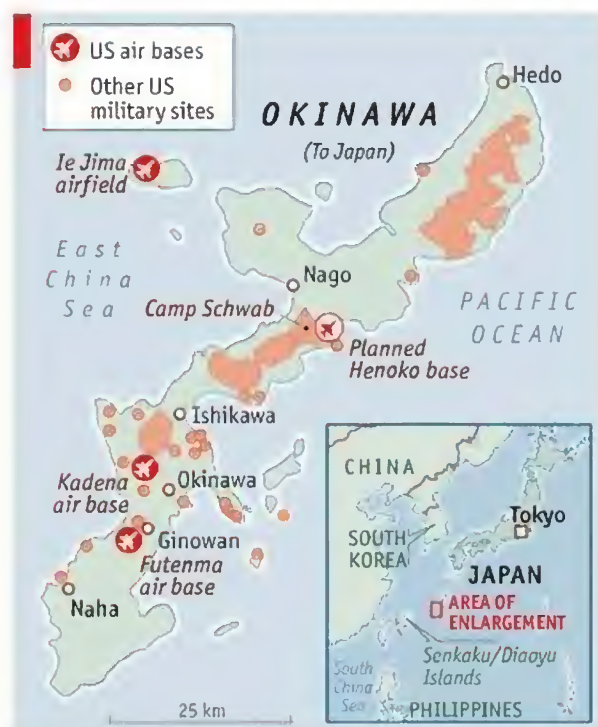 US air bases
Other US
military sites
Hedo
OKINAWA
(To Japan)
Ie Jima
airfield
East
China
Sea
Nago
Camp Schwab
PACIFIC
OCEAN
Planned
Henoko base
Ishikawa
Kadena
air base
Okinawa
Ginowan
Futenma
air base
Naha
25 km
CHINA
SOUTH
KOREA
Tokyo
JAPAN
AREA OF
ENLARGEMENT
Senkaku/Diaoyu
Islands
South
China
Sea
PHILIPPINES